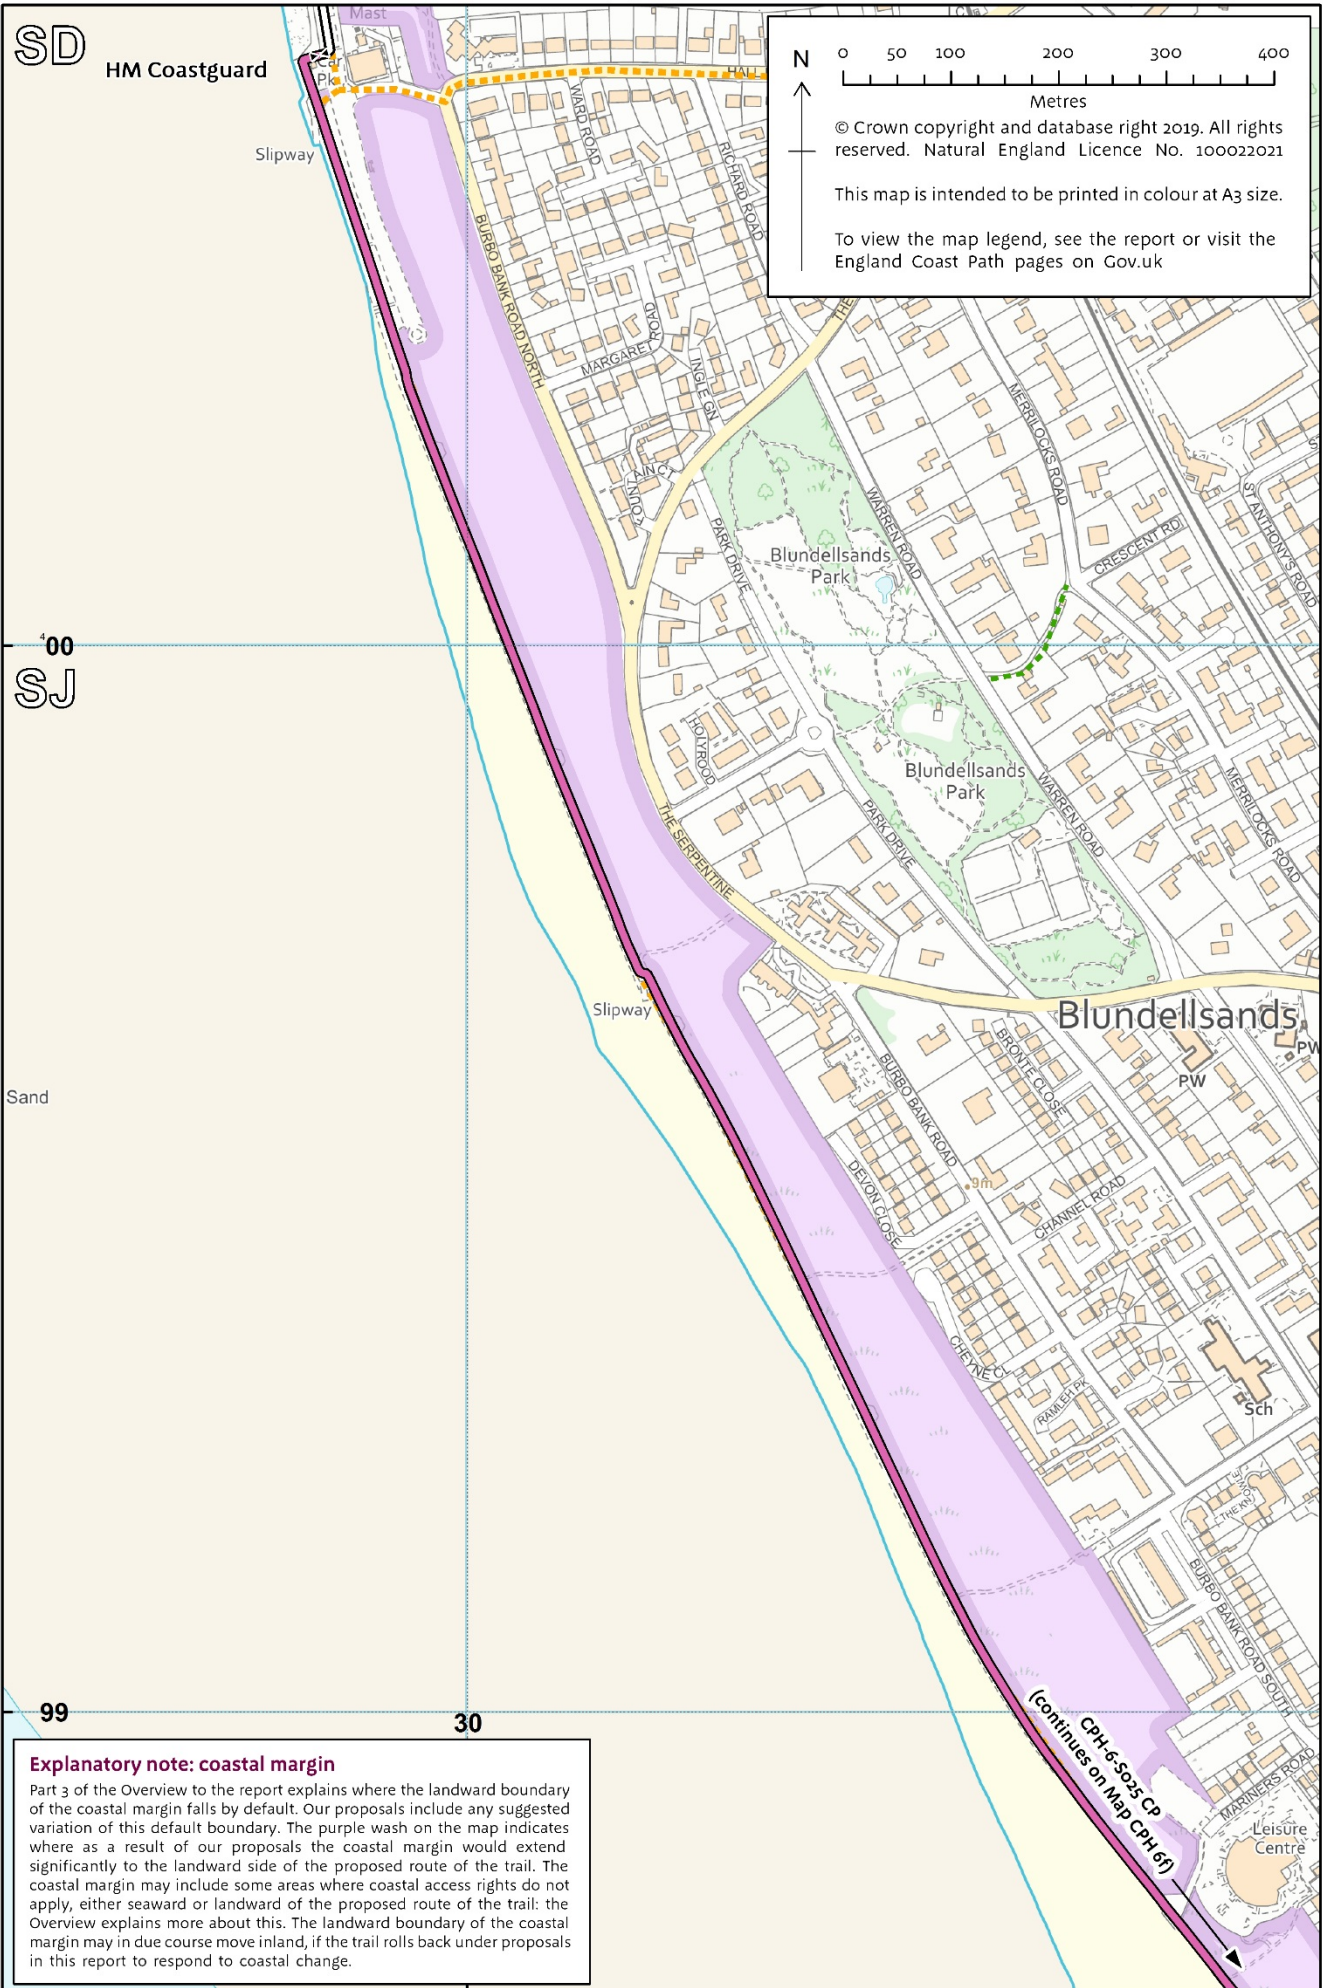 SD
HM Coastguard
Mast
Car
Pk
Slipway
HALL
WARD ROAD
RICHARD ROAD
BURBO BANK ROAD NORTH
MARGARET
ROAD
INGLE GN
THE
N
0 50 100 200 300 400
Metres
© Crown copyright and database right 2019. All rights
reserved. Natural England Licence No. 100022021
This map is intended to be printed in colour at A3 size.
To view the map legend, see the report or visit the
England Coast Path pages on Gov.uk
MERRILOCKS ROAD
ST ANTHONY'S ROAD
CRESCENT RD
WARREN ROAD
PARK DRIVE
Blundellsands
Park
4
00
SJ
HOLYROOD
Blundellsands
Park
WARREN ROAD
MERRILOCKS ROAD
PARK DRIVE
THE SERPENTINE
Slipway
Blundellsands
PW
PW
BRONTE CLOSE
BURBO BANK ROAD
Sand
DEVON CLOSE
9m
CHANNEL ROAD
CHEYNE CL
RAMLEH PK
Sch
THE KNOWLE
BURBO BANK ROAD SOUTH
99
30
CPH-6-S025 CP
(continues on Map CPH 6f)
MARINERS ROAD
Leisure
Centre
Explanatory note: coastal margin
Part 3 of the Overview to the report explains where the landward boundary
of the coastal margin falls by default. Our proposals include any suggested
variation of this default boundary. The purple wash on the map indicates
where as a result of our proposals the coastal margin would extend
significantly to the landward side of the proposed route of the trail. The
coastal margin may include some areas where coastal access rights do not
apply, either seaward or landward of the proposed route of the trail: the
Overview explains more about this. The landward boundary of the coastal
margin may in due course move inland, if the trail rolls back under proposals
in this report to respond to coastal change.